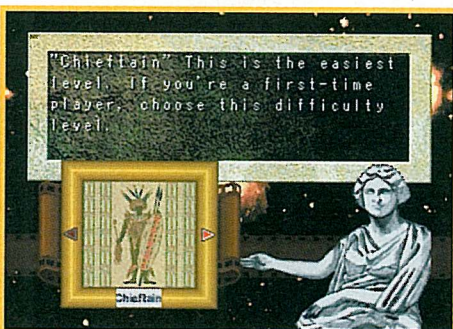 "Chieftain" This is the easiest
level. If you're a first-time
player, choose this difficulty
level.
Chieftain